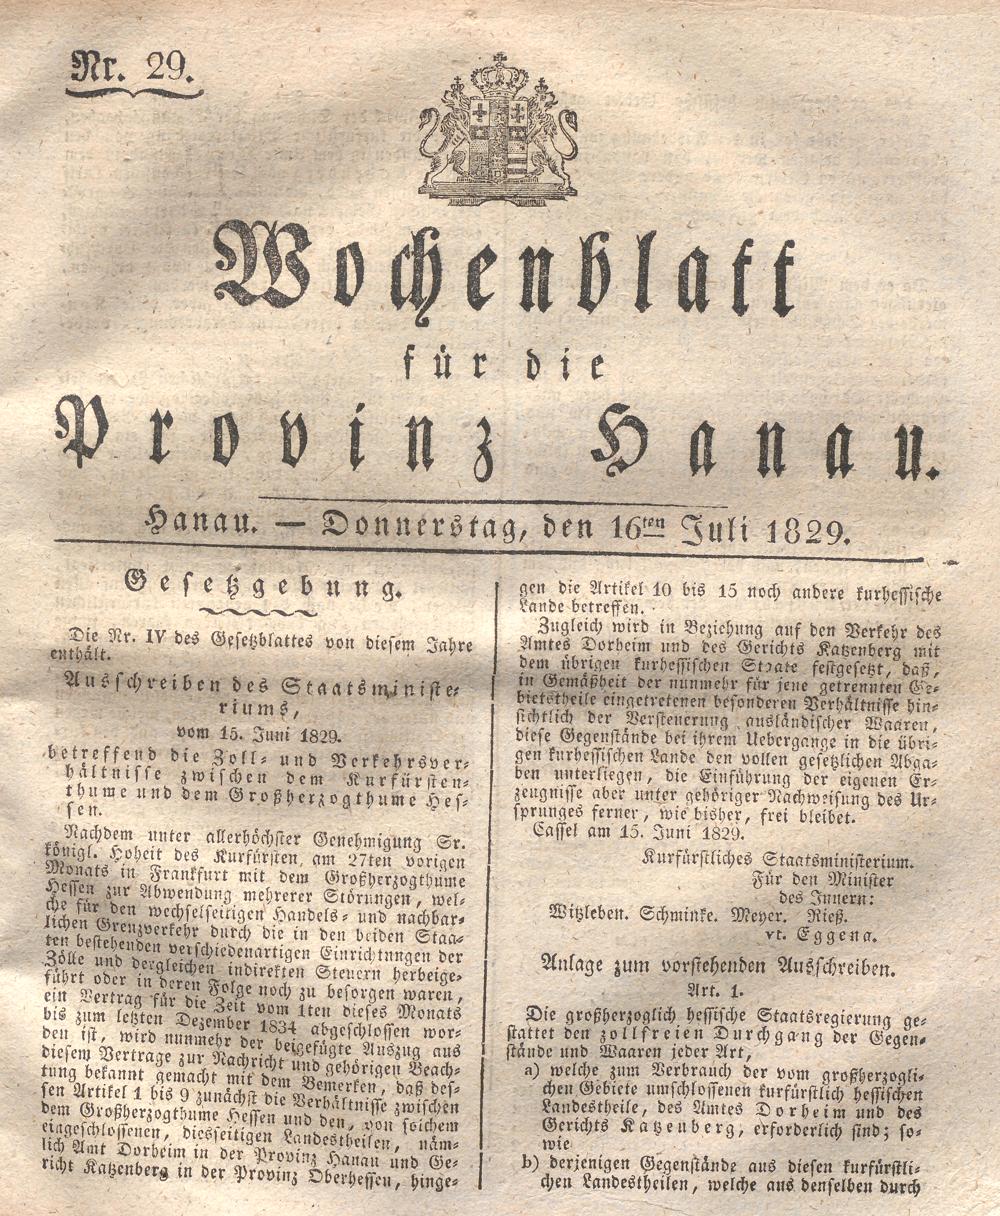 Nr. 29.
Wochenblatt
für die
Provinz Hanau.
Hanau. — Donnerstag, den 16ten Juli 1829.
Gesetzgebung.
Die Nr. IV des Gesetzblattes von diesem Jahre
enthält.
Ausschreiben des Staatsministe-
riums,
vom 15. Juni 1829.
betreffend die Zoll- und Verkehrsver-
hältnisse zwischen dem Kurfürsten-
thume und dem Großherzogthume Hes-
sen.
Nachdem unter allerhöchster Genehmigung Sr.
königl. Hoheit des Kurfürsten, am 27ten vorigen
Monats in Frankfurt mit dem Großherzogthume
Hessen zur Abwendung mehrerer Störungen, wel-
che für den wechselseitigen Handels- und nachbar-
lichen Grenzverkehr durch die in den beiden Staa-
ten bestehenden verschiedenartigen Einrichtungen der
Zölle und dergleichen indirekten Steuern herbeige-
führt oder in deren Folge noch zu besorgen waren,
ein Vertrag für die Zeit vom 1ten dieses Monats
bis zum letzten Dezember 1834 abgeschlossen wor-
den ist, wird nunmehr der beigefügte Auszug aus
diesem Vertrage zur Nachricht und gehörigen Beach-
tung bekannt gemacht mit dem Bemerken, daß des-
sen Artikel 1 bis 9 zunächst die Verhältnisse zwischen
dem Großherzogthume Hessen und den, von solchem
eingeschlossenen, diesseitigen Landestheilen, näm-
lich Amt Dorheim in der Provinz Hanau und Ge-
richt Katzenberg in der Provinz Oberhessen, hinge-
gen die Artikel 10 bis 15 noch andere kurhessische
Lande betreffen.
Zugleich wird in Beziehung auf den Verkehr des
Amtes Dorheim und des Gerichts Katzenberg mit
dem übrigen kurhessischen Staate festgesetzt, daß,
in Gemäßheit der nunmehr für jene getrennten Ge-
bietstheile eingetretenen besonderen Verhältnisse hin-
sichtlich der Versteuerung ausländischer Waaren,
diese Gegenstände bei ihrem Uebergange in die übri-
gen kurhessischen Lande den vollen gesetzlichen Abga-
ben unterliegen, die Einführung der eigenen Er-
zeugnisse aber unter gehöriger Nachweisung des Ur-
sprunges ferner, wie bisher, frei bleibet.
Cassel am 15. Juni 1829.
Kurfürstliches Staatsministerium.
Für den Minister
des Innern:
Witzleben. Schminke. Meyer. Rieß.
vt. Eggena.
Anlage zum vorstehenden Ausschreiben.
Art. 1.
Die großherzoglich hessische Staatsregierung ge-
stattet den zollfreien Durchgang der Gegen-
stände und Waaren jeder Art,
a) welche zum Verbrauch der vom großherzogli-
chen Gebiete umschlossenen kurfürstlich hessischen
Landestheile, des Amtes Dorheim und des
Gerichts Katzenberg, erforderlich sind; so-
wie
b) derjenigen Gegenstände aus diesen kurfürstli-
chen Landestheilen, welche aus denselben durch